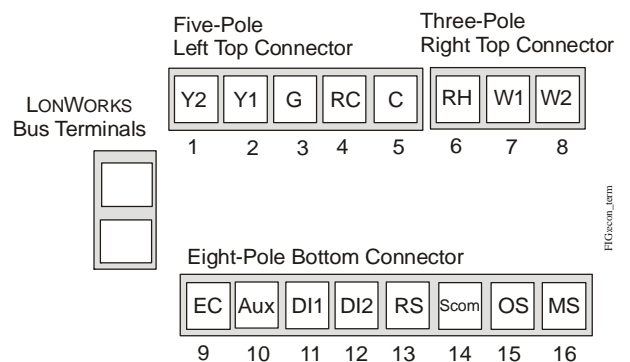 Five-Pole
Left Top Connector
Three-Pole
Right Top Connector
LONWORKS
Bus Terminals
Y2 Y1 G RC C
RH W1 W2
1 2 3 4 5 6 7 8
FIG:econ_term
Eight-Pole Bottom Connector
EC Aux DI1 DI2 RS Scom OS MS
9 10 11 12 13 14 15 16